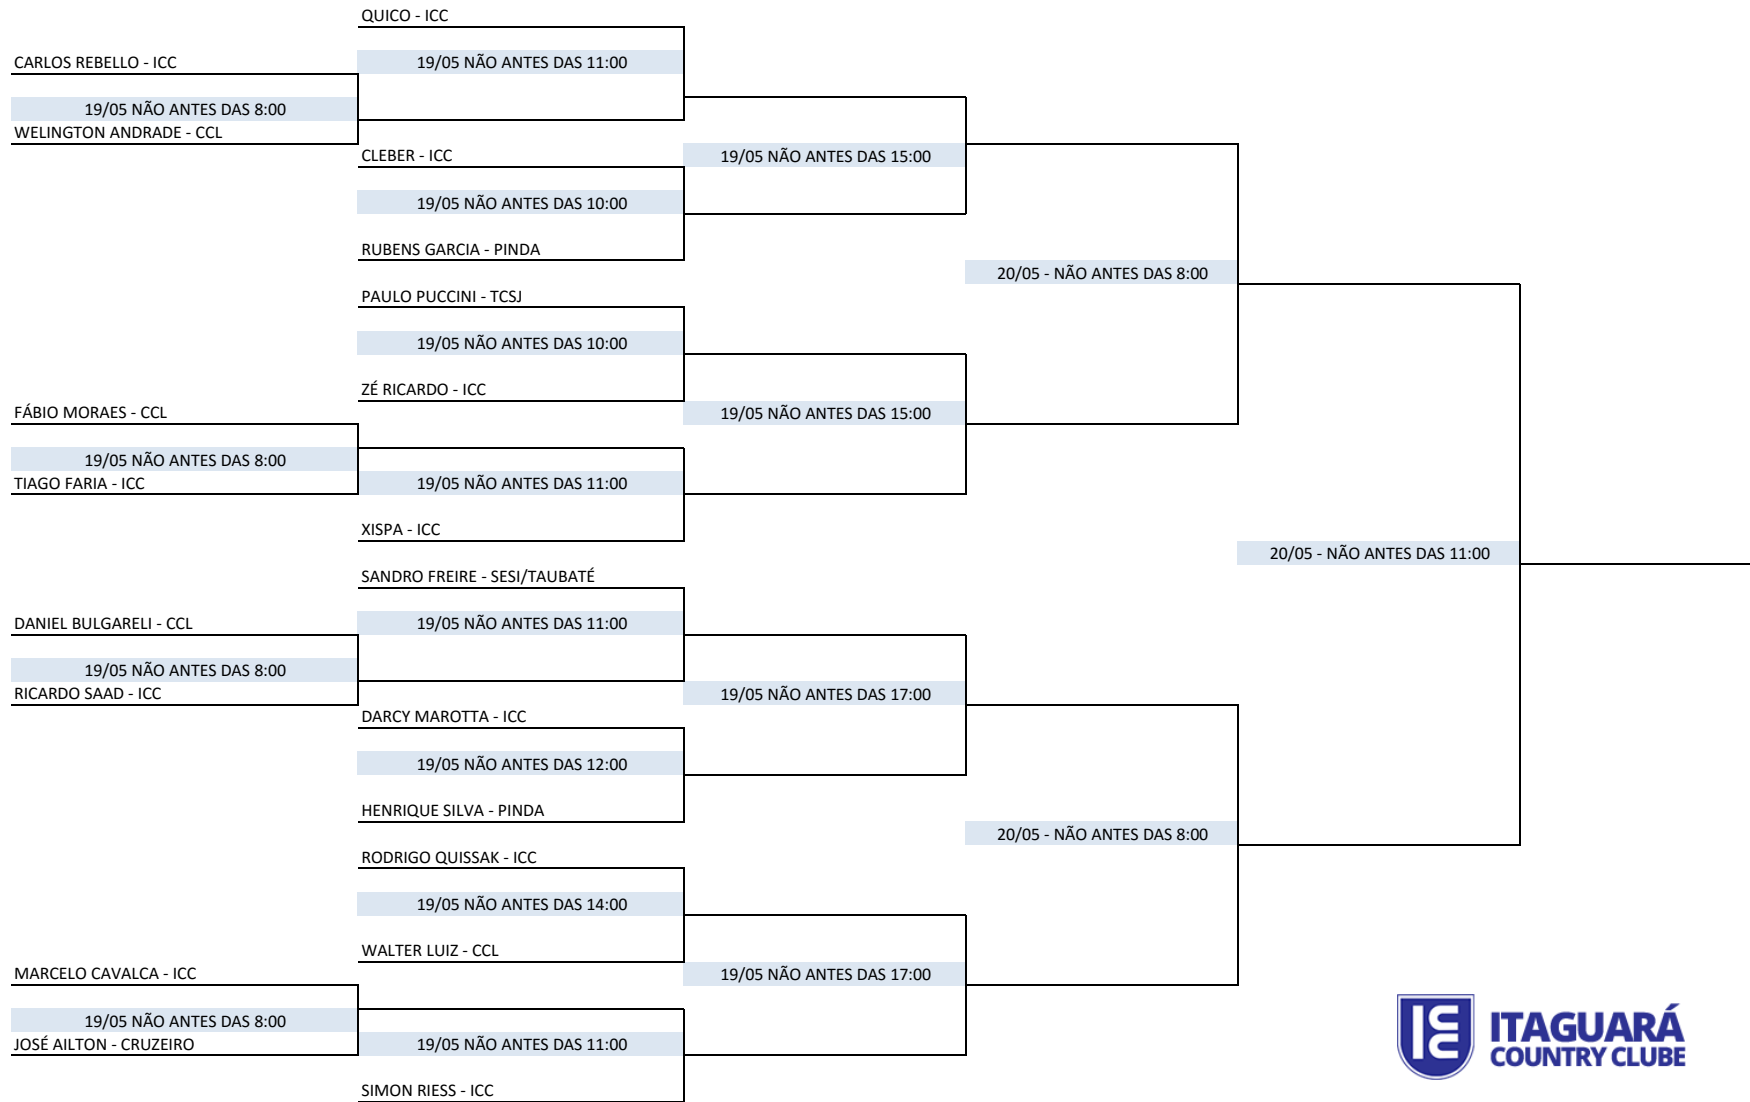 QUICO - ICC
CARLOS REBELLO - ICC
19/05 NÃO ANTES DAS 11:00
19/05 NÃO ANTES DAS 8:00
WELINGTON ANDRADE - CCL
CLEBER - ICC
19/05 NÃO ANTES DAS 15:00
19/05 NÃO ANTES DAS 10:00
RUBENS GARCIA - PINDA
20/05 - NÃO ANTES DAS 8:00
PAULO PUCCINI - TCSJ
19/05 NÃO ANTES DAS 10:00
ZÉ RICARDO - ICC
FÁBIO MORAES - CCL
19/05 NÃO ANTES DAS 15:00
19/05 NÃO ANTES DAS 8:00
TIAGO FARIA - ICC
19/05 NÃO ANTES DAS 11:00
XISPA - ICC
20/05 - NÃO ANTES DAS 11:00
SANDRO FREIRE - SESI/TAUBATÉ
DANIEL BULGARELI - CCL
19/05 NÃO ANTES DAS 11:00
19/05 NÃO ANTES DAS 8:00
RICARDO SAAD - ICC
19/05 NÃO ANTES DAS 17:00
DARCY MAROTTA - ICC
19/05 NÃO ANTES DAS 12:00
HENRIQUE SILVA - PINDA
20/05 - NÃO ANTES DAS 8:00
RODRIGO QUISSAK - ICC
19/05 NÃO ANTES DAS 14:00
WALTER LUIZ - CCL
MARCELO CAVALCA - ICC
19/05 NÃO ANTES DAS 17:00
19/05 NÃO ANTES DAS 8:00
JOSÉ AILTON - CRUZEIRO
19/05 NÃO ANTES DAS 11:00
SIMON RIESS - ICC
ITAGUARÁ
COUNTRY CLUBE